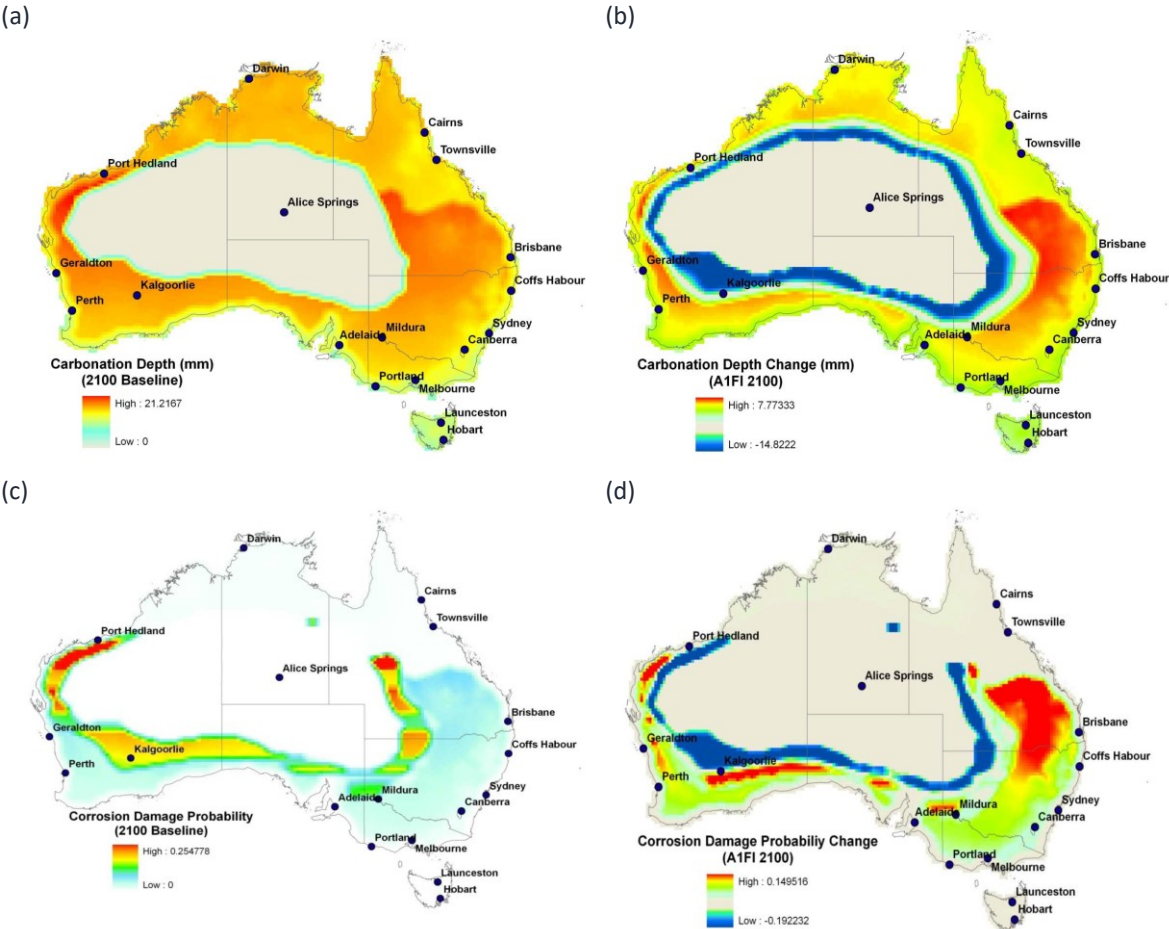 (a)
Darwin
Cairns
Townsville
Port Hedland
Alice Springs
Brisbane
Geraldton
Coffs Habour
Kalgoorlie
Perth
Sydney
Adelaid
Mildura
Canberra
Carbonation Depth (mm)
(2100 Baseline)
Portland
Melbourne
High : 21.2167
Launceston
Hobart
Low : 0
(b)
Darwin
Cairns
Townsville
Port Hedland
Alice Springs
Brisbane
Geraldton
Coffs Habour
Kalgoorlie
Perth
Sydney
Adelaid
Mildura
Canberra
Carbonation Depth Change (mm)
(A1FI 2100)
Portland
Melbourne
High : 7.77333
Launceston
Hobart
Low : -14.8222
(c)
Darwin
Cairns
Townsville
Port Hedland
Alice Springs
Brisbane
Geraldton
Coffs Habour
Kalgoorlie
Perth
Sydney
Adelaid
Mildura
Canberra
Corrosion Damage Probability
(2100 Baseline)
Portland
Melbourne
High : 0.254778
Launceston
Hobart
Low : 0
(d)
Darwin
Cairns
Townsville
Port Hedland
Alice Springs
Brisbane
Geraldton
Coffs Habour
Kalgoorlie
Perth
Sydney
Adelaid
Mildura
Canberra
Corrosion Damage Probabiliy Change
(A1FI 2100)
Portland
Melbourne
High : 0.149516
Launceston
Hobart
Low : -0.192232